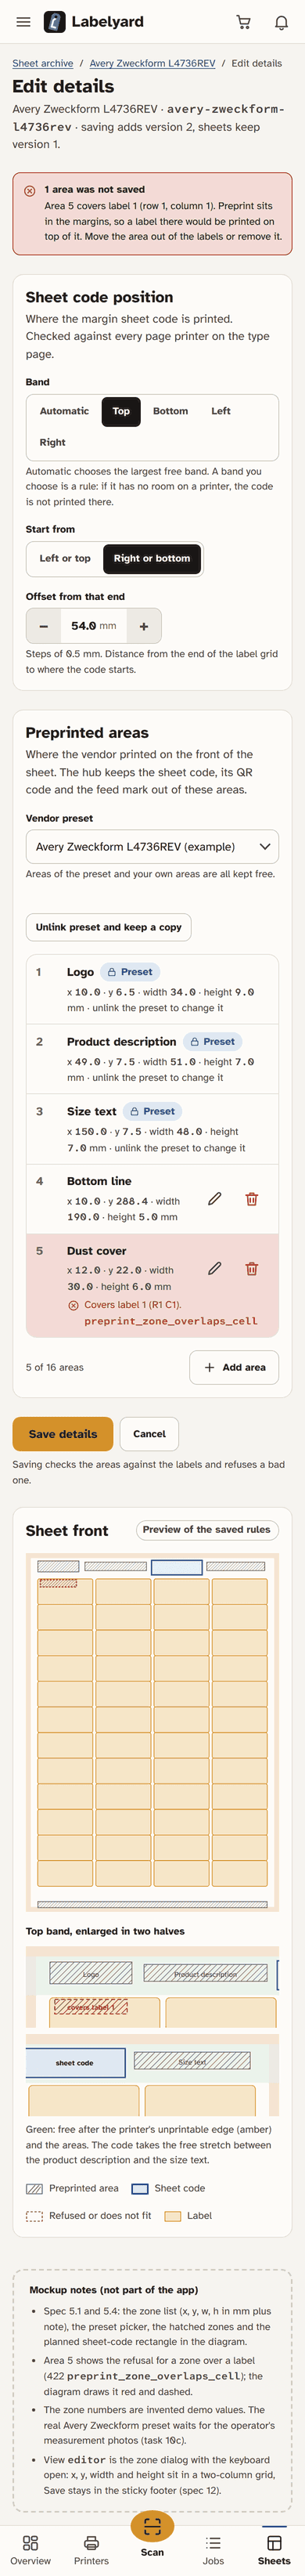 Labelyard
Sheet archive / Avery Zweckform L4736REV / Edit details
Edit details
Avery Zweckform L4736REV · avery-zweckform-
l4736rev · saving adds version 2, sheets keep
version 1.
1 area was not saved
Area 5 covers label 1 (row 1, column 1). Preprint sits
in the margins, so a label there would be printed on
top of it. Move the area out of the labels or remove it.
Sheet code position
Where the margin sheet code is printed.
Checked against every page printer on the type
page.
Band
Automatic Top Bottom Left
Right
Automatic chooses the largest free band. A band you
choose is a rule: if it has no room on a printer, the code
is not printed there.
Start from
Left or top Right or bottom
Offset from that end
− 54.0 mm +
Steps of 0.5 mm. Distance from the end of the label grid
to where the code starts.
Preprinted areas
Where the vendor printed on the front of the
sheet. The hub keeps the sheet code, its QR
code and the feed mark out of these areas.
Vendor preset
Avery Zweckform L4736REV (example)
Areas of the preset and your own areas are all kept free.
Unlink preset and keep a copy
1 Logo Preset
x 10.0 · y 6.5 · width 34.0 · height 9.0
mm · unlink the preset to change it
2 Product description Preset
x 49.0 · y 7.5 · width 51.0 · height 7.0
mm · unlink the preset to change it
3 Size text Preset
x 150.0 · y 7.5 · width 48.0 · height
7.0 mm · unlink the preset to change it
4 Bottom line
x 10.0 · y 288.4 · width
190.0 · height 5.0 mm
5 Dust cover
x 12.0 · y 22.0 · width
30.0 · height 6.0 mm
Covers label 1 (R1 C1).
preprint_zone_overlaps_cell
5 of 16 areas
+ Add area
Save details Cancel
Saving checks the areas against the labels and refuses a bad
one.
Sheet front Preview of the saved rules
Top band, enlarged in two halves
Logo Product description
covers label 1
sheet code Size text
Green: free after the printer's unprintable edge (amber)
and the areas. The code takes the free stretch between
the product description and the size text.
Preprinted area Sheet code
Refused or does not fit Label
Mockup notes (not part of the app)
• Spec 5.1 and 5.4: the zone list (x, y, w, h in mm plus
note), the preset picker, the hatched zones and the
planned sheet-code rectangle in the diagram.
• Area 5 shows the refusal for a zone over a label
(422 preprint_zone_overlaps_cell); the
diagram draws it red and dashed.
• The zone numbers are invented demo values. The
real Avery Zweckform preset waits for the operator's
measurement photos (task 10c).
• View editor is the zone dialog with the keyboard
open: x, y, width and height sit in a two-column grid,
Save stays in the sticky footer (spec 12).
Overview Printers Scan Jobs Sheets